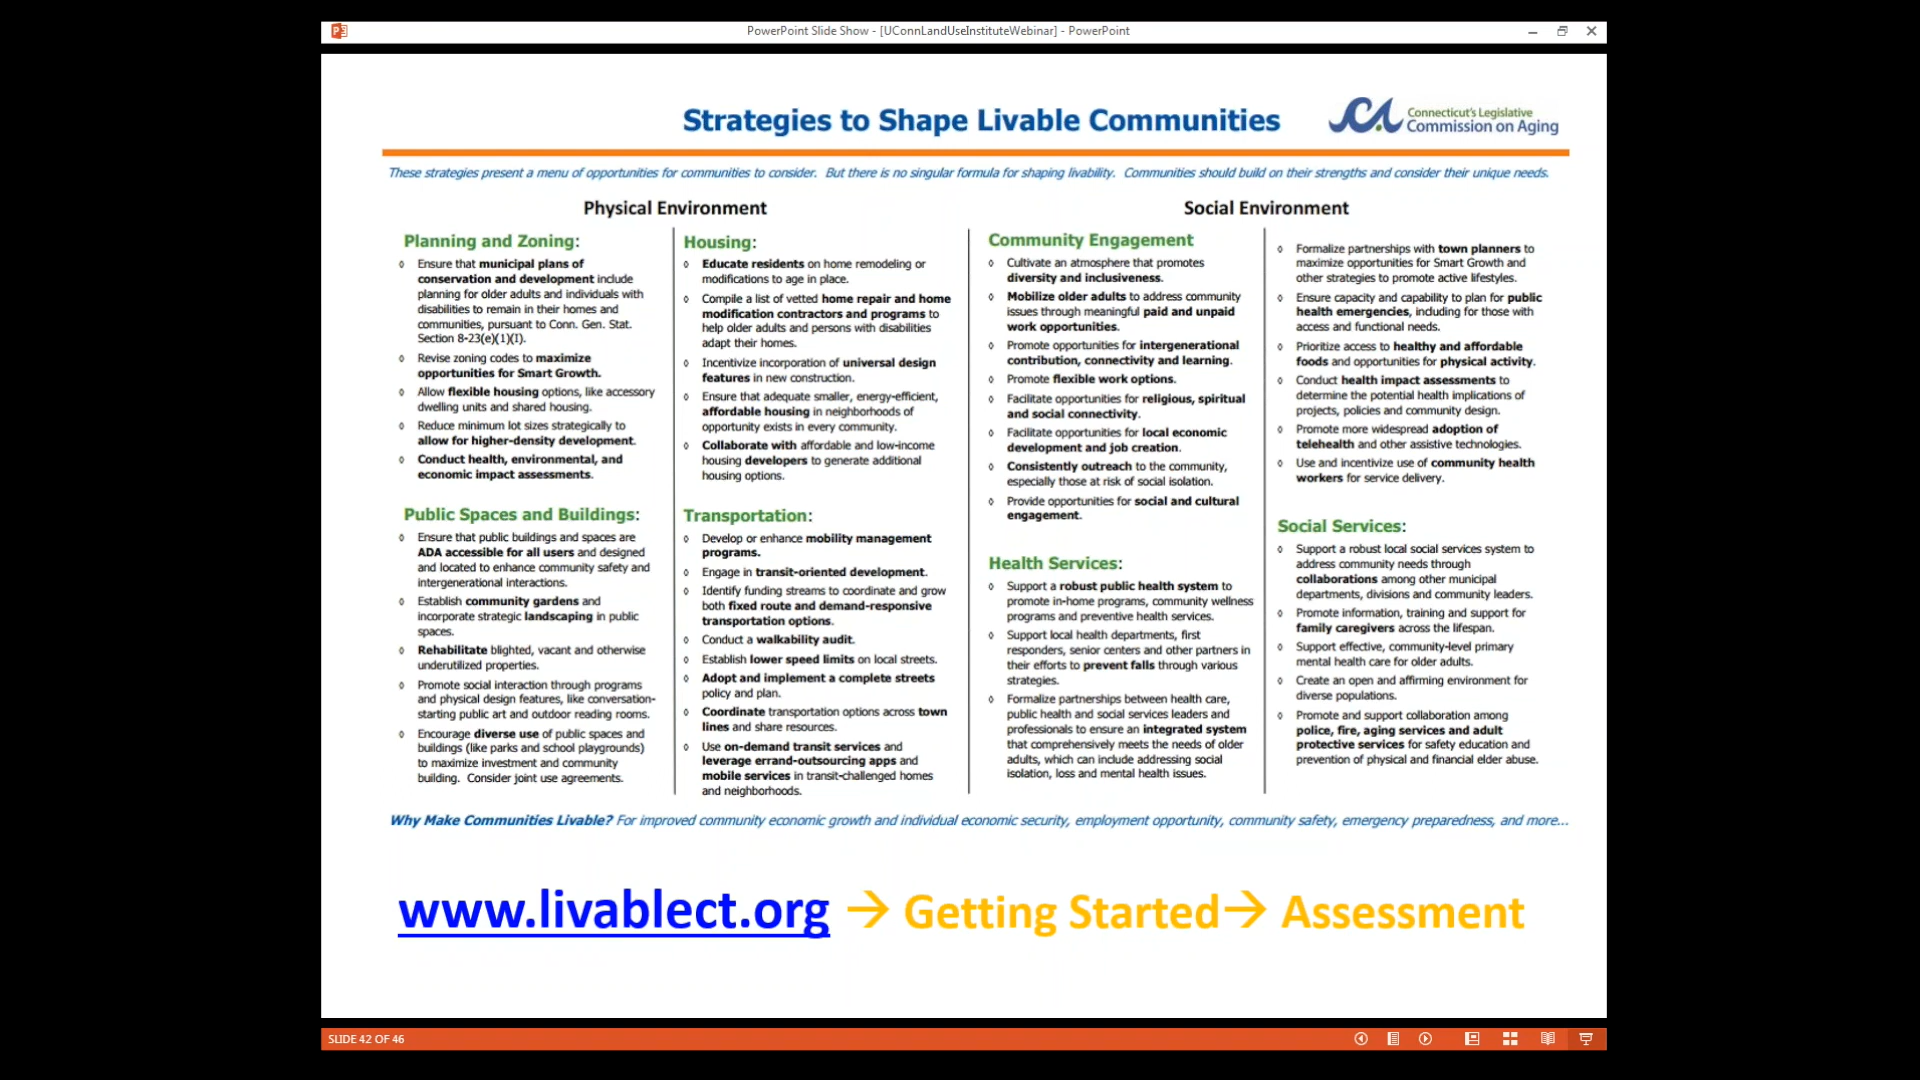 PowerPoint Slide Show - [UConnLandUseInstituteWebinar] - PowerPoint
Strategies to Shape Livable Communities
Connecticut's Legislative
Commission on Aging
These strategies present a menu of opportunities for communities to consider. But there is no singular formula for shaping livability. Communities should build on their strengths and consider their unique needs.
Physical Environment
Planning and Zoning:
◊ Ensure that municipal plans of
conservation and development include
planning for older adults and individuals with
disabilities to remain in their homes and
communities, pursuant to Conn. Gen. Stat.
Section 8-23(e)(1)(I).
◊ Revise zoning codes to maximize
opportunities for Smart Growth.
◊ Allow flexible housing options, like accessory
dwelling units and shared housing.
◊ Reduce minimum lot sizes strategically to
allow for higher-density development.
◊ Conduct health, environmental, and
economic impact assessments.
Public Spaces and Buildings:
◊ Ensure that public buildings and spaces are
ADA accessible for all users and designed
and located to enhance community safety and
intergenerational interactions.
◊ Establish community gardens and
incorporate strategic landscaping in public
spaces.
◊ Rehabilitate blighted, vacant and otherwise
underutilized properties.
◊ Promote social interaction through programs
and physical design features, like conversation-
starting public art and outdoor reading rooms.
◊ Encourage diverse use of public spaces and
buildings (like parks and school playgrounds)
to maximize investment and community
building. Consider joint use agreements.
Housing:
◊ Educate residents on home remodeling or
modifications to age in place.
◊ Compile a list of vetted home repair and home
modification contractors and programs to
help older adults and persons with disabilities
adapt their homes.
◊ Incentivize incorporation of universal design
features in new construction.
◊ Ensure that adequate smaller, energy-efficient,
affordable housing in neighborhoods of
opportunity exists in every community.
◊ Collaborate with affordable and low-income
housing developers to generate additional
housing options.
Transportation:
◊ Develop or enhance mobility management
programs.
◊ Engage in transit-oriented development.
◊ Identify funding streams to coordinate and grow
both fixed route and demand-responsive
transportation options.
◊ Conduct a walkability audit.
◊ Establish lower speed limits on local streets.
◊ Adopt and implement a complete streets
policy and plan.
◊ Coordinate transportation options across town
lines and share resources.
◊ Use on-demand transit services and
leverage errand-outsourcing apps and
mobile services in transit-challenged homes
and neighborhoods.
Social Environment
Community Engagement
◊ Cultivate an atmosphere that promotes
diversity and inclusiveness.
◊ Mobilize older adults to address community
issues through meaningful paid and unpaid
work opportunities.
◊ Promote opportunities for intergenerational
contribution, connectivity and learning.
◊ Promote flexible work options.
◊ Facilitate opportunities for religious, spiritual
and social connectivity.
◊ Facilitate opportunities for local economic
development and job creation.
◊ Consistently outreach to the community,
especially those at risk of social isolation.
◊ Provide opportunities for social and cultural
engagement.
Health Services:
◊ Support a robust public health system to
promote in-home programs, community wellness
programs and preventive health services.
◊ Support local health departments, first
responders, senior centers and other partners in
their efforts to prevent falls through various
strategies.
◊ Formalize partnerships between health care,
public health and social services leaders and
professionals to ensure an integrated system
that comprehensively meets the needs of older
adults, which can include addressing social
isolation, loss and mental health issues.
◊ Formalize partnerships with town planners to
maximize opportunities for Smart Growth and
other strategies to promote active lifestyles.
◊ Ensure capacity and capability to plan for public
health emergencies, including for those with
access and functional needs.
◊ Prioritize access to healthy and affordable
foods and opportunities for physical activity.
◊ Conduct health impact assessments to
determine the potential health implications of
projects, policies and community design.
◊ Promote more widespread adoption of
telehealth and other assistive technologies.
◊ Use and incentivize use of community health
workers for service delivery.
Social Services:
◊ Support a robust local social services system to
address community needs through
collaborations among other municipal
departments, divisions and community leaders.
◊ Promote information, training and support for
family caregivers across the lifespan.
◊ Support effective, community-level primary
mental health care for older adults.
◊ Create an open and affirming environment for
diverse populations.
◊ Promote and support collaboration among
police, fire, aging services and adult
protective services for safety education and
prevention of physical and financial elder abuse.
Why Make Communities Livable? For improved community economic growth and individual economic security, employment opportunity, community safety, emergency preparedness, and more...
www.livablect.org → Getting Started→ Assessment
SLIDE 42 OF 46